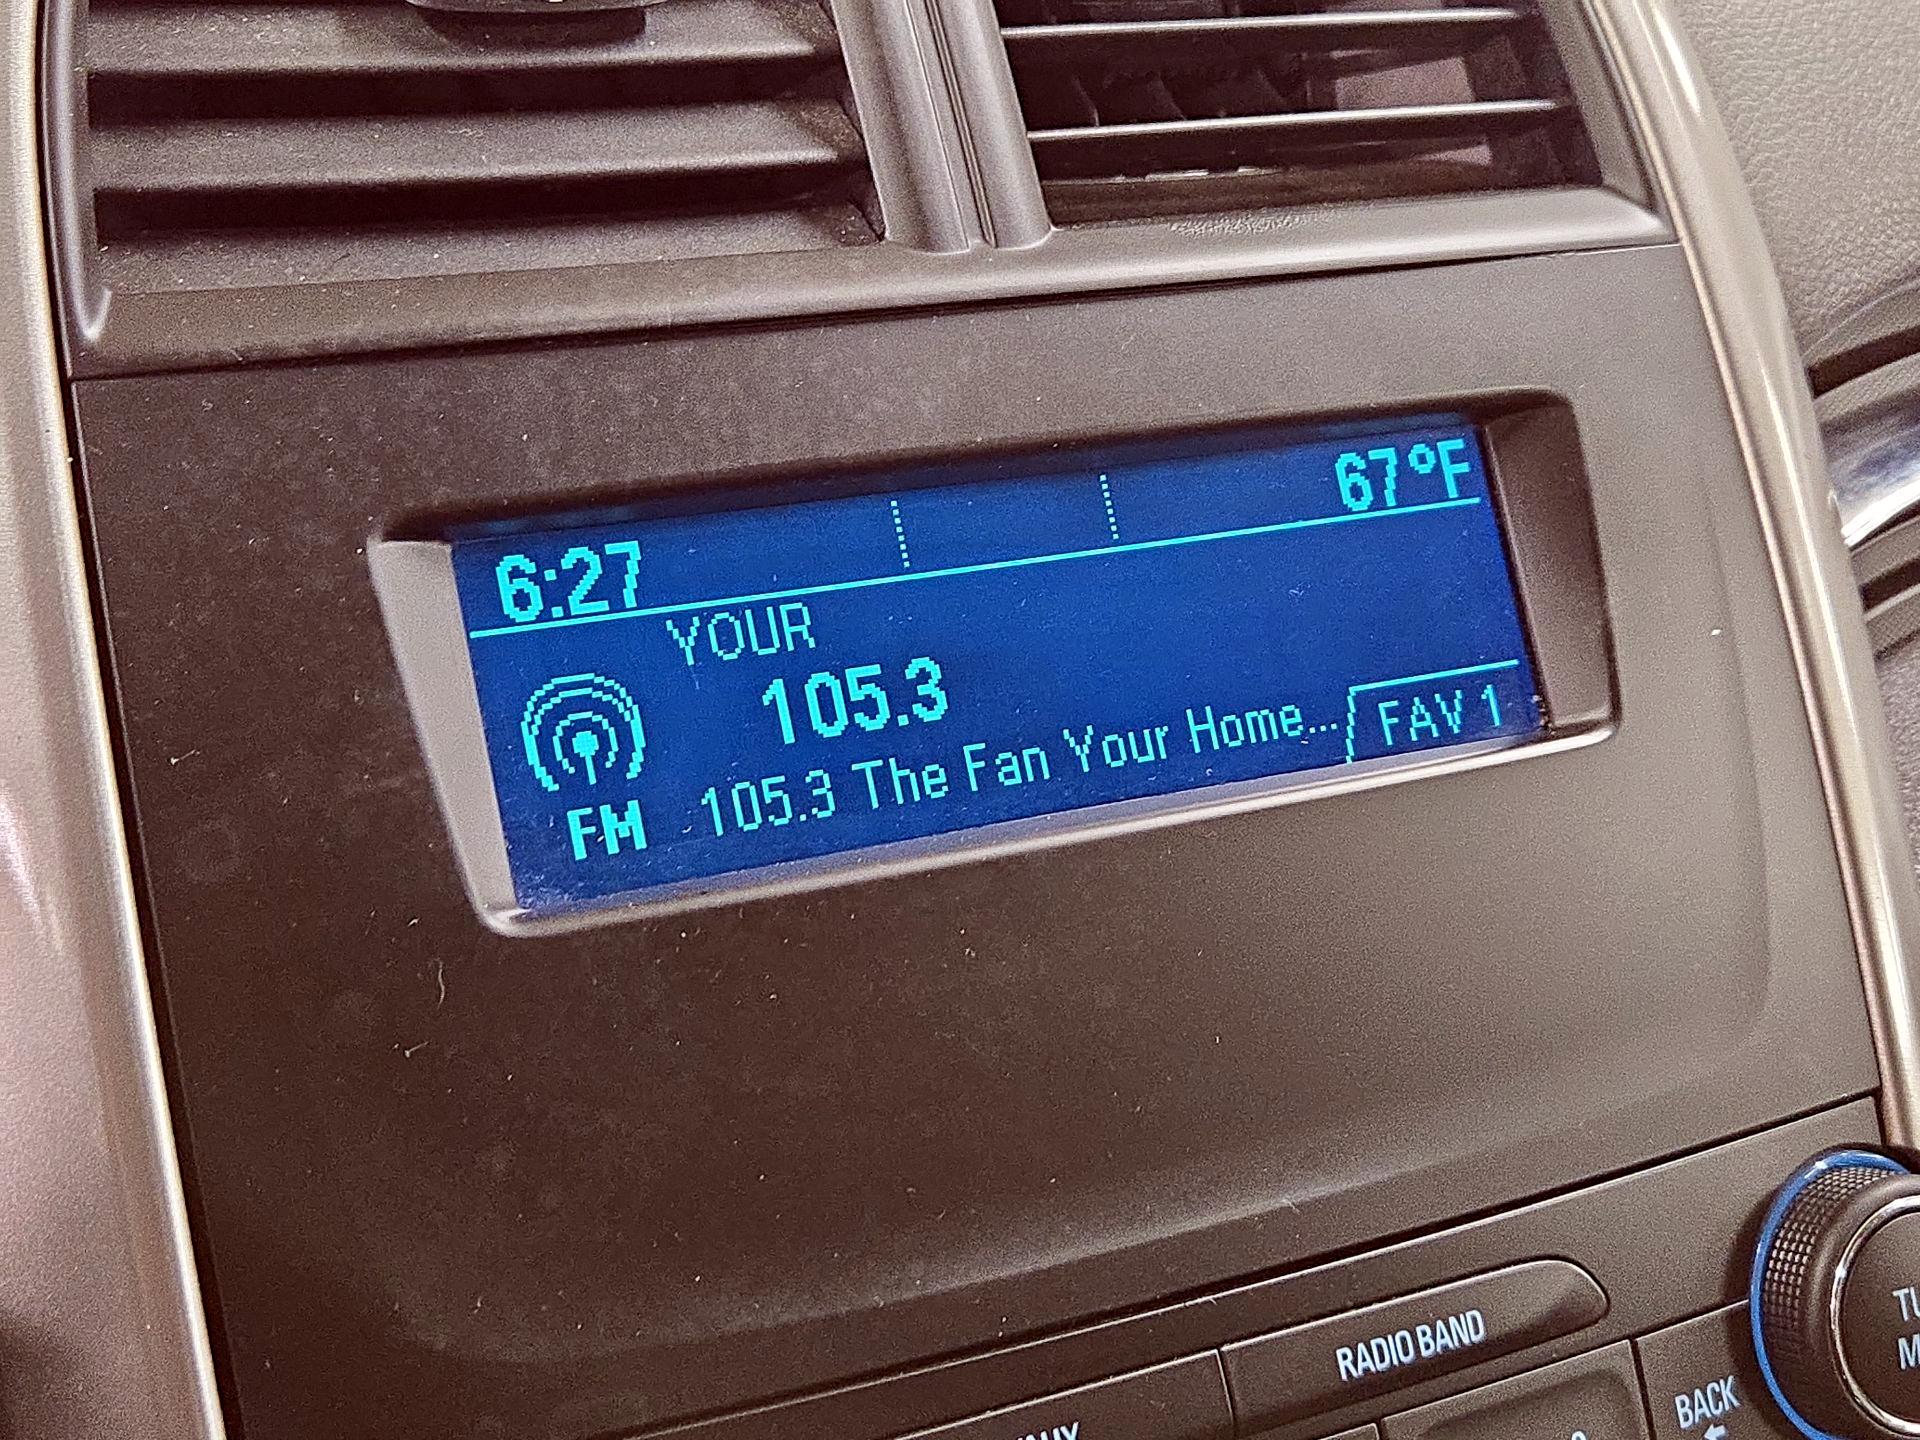 67°F
6:27
YOUR
105.3
FM
105.3 The Fan Your Home...
FAV 1
RADIO BAND
BACK